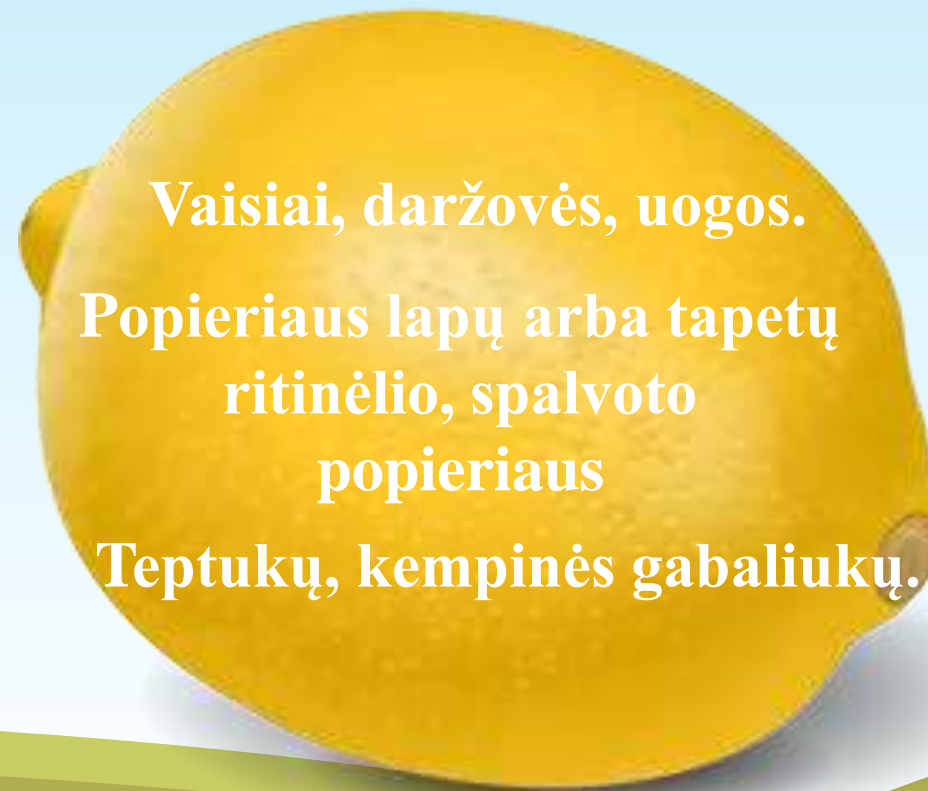 Vaisiai, daržovės, uogos.
Popieriaus lapų arba tapetų
ritinėlio, spalvoto
popieriaus
Teptukų, kempinės gabaliukų.